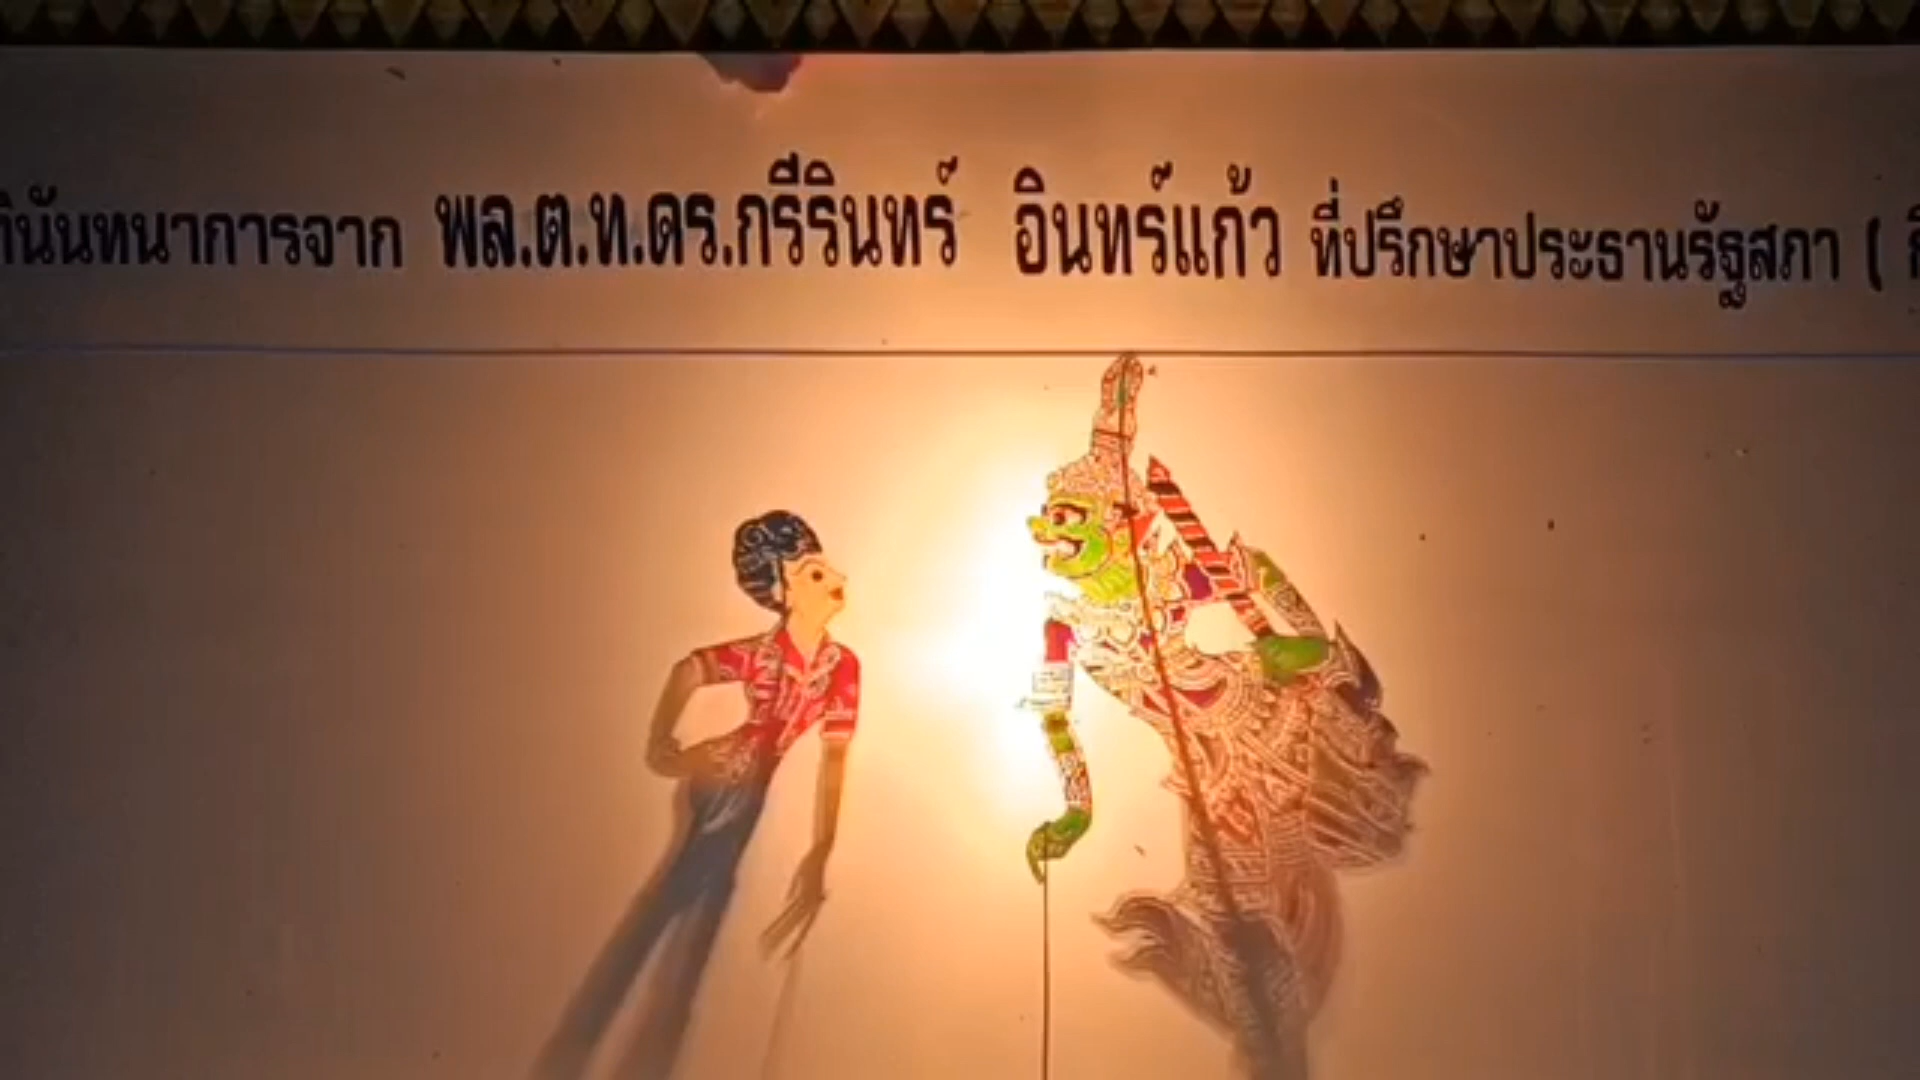 ภินันทนาการจาก พล.ต.ท.ดร.กรีรินทร์ อินทร์แก้ว ที่ปรึกษาประธานรัฐสภา (